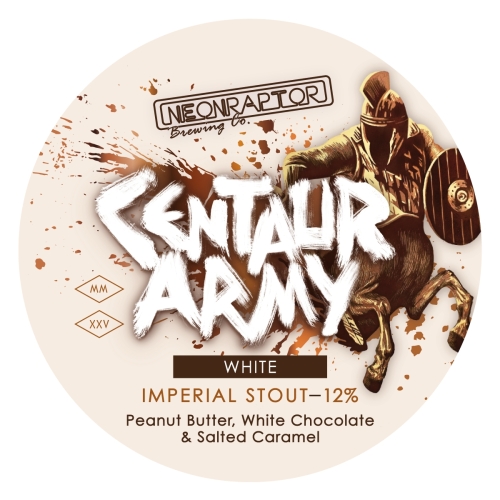 NEONRAPTOR
Brewing Co.
CENTAUR
ARMY
MM
XXV
WHITE
IMPERIAL STOUT–12%
Peanut Butter, White Chocolate
& Salted Caramel